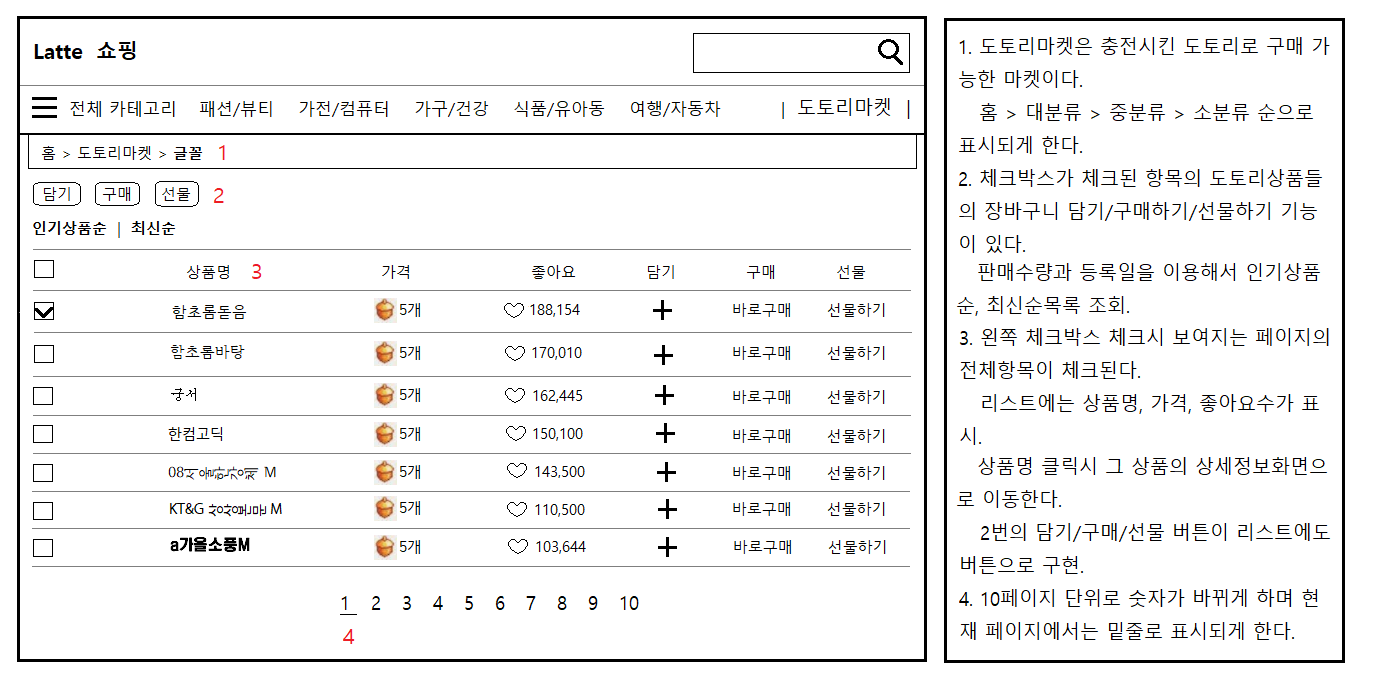 Latte 쇼핑
전체 카테고리 패션/뷰티 가전/컴퓨터 가구/건강 식품/유아동 여행/자동차 | 도토리마켓 |
홈 > 도토리마켓 > 글꼴 1
담기 구매 선물 2
인기상품순 | 최신순
상품명 3 가격 좋아요 담기 구매 선물
함초롬돋음 5개 188,154 바로구매 선물하기
함초롬바탕 5개 170,010 바로구매 선물하기
궁서 5개 162,445 바로구매 선물하기
한컴고딕 5개 150,100 바로구매 선물하기
08서울한강체 M 5개 143,500 바로구매 선물하기
KT&G 상상제목 M 5개 110,500 바로구매 선물하기
a가을소풍M 5개 103,644 바로구매 선물하기
1 2 3 4 5 6 7 8 9 10
4
1. 도토리마켓은 충전시킨 도토리로 구매 가
능한 마켓이다.
홈 > 대분류 > 중분류 > 소분류 순으로
표시되게 한다.
2. 체크박스가 체크된 항목의 도토리상품들
의 장바구니 담기/구매하기/선물하기 기능
이 있다.
판매수량과 등록일을 이용해서 인기상품
순, 최신순목록 조회.
3. 왼쪽 체크박스 체크시 보여지는 페이지의
전체항목이 체크된다.
리스트에는 상품명, 가격, 좋아요수가 표
시.
상품명 클릭시 그 상품의 상세정보화면으
로 이동한다.
2번의 담기/구매/선물 버튼이 리스트에도
버튼으로 구현.
4. 10페이지 단위로 숫자가 바뀌게 하며 현
재 페이지에서는 밑줄로 표시되게 한다.